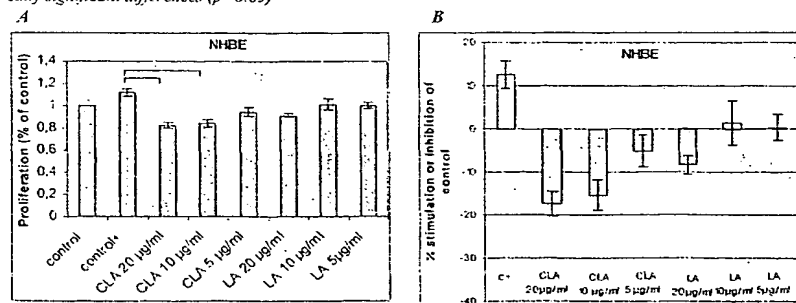 A
B
NHBE
Proliferation (% of control)
1,4
1,2
1
0,8
0,6
0,4
0,2
0
control
control+
CLA 20 µg/ml
CLA 10 µg/ml
CLA 5 µg/ml
LA 20 µg/ml
LA 10 µg/ml
LA 5µg/ml
NHBE
% stimulation or inhibition of
control
20
10
0
-10
-20
-30
-40
C+
CLA
20µg/ml
CLA
10 µg/ml
CLA
5 µg/ml
LA
20µg/ml
LA
10µg/ml
LA
5µg/ml